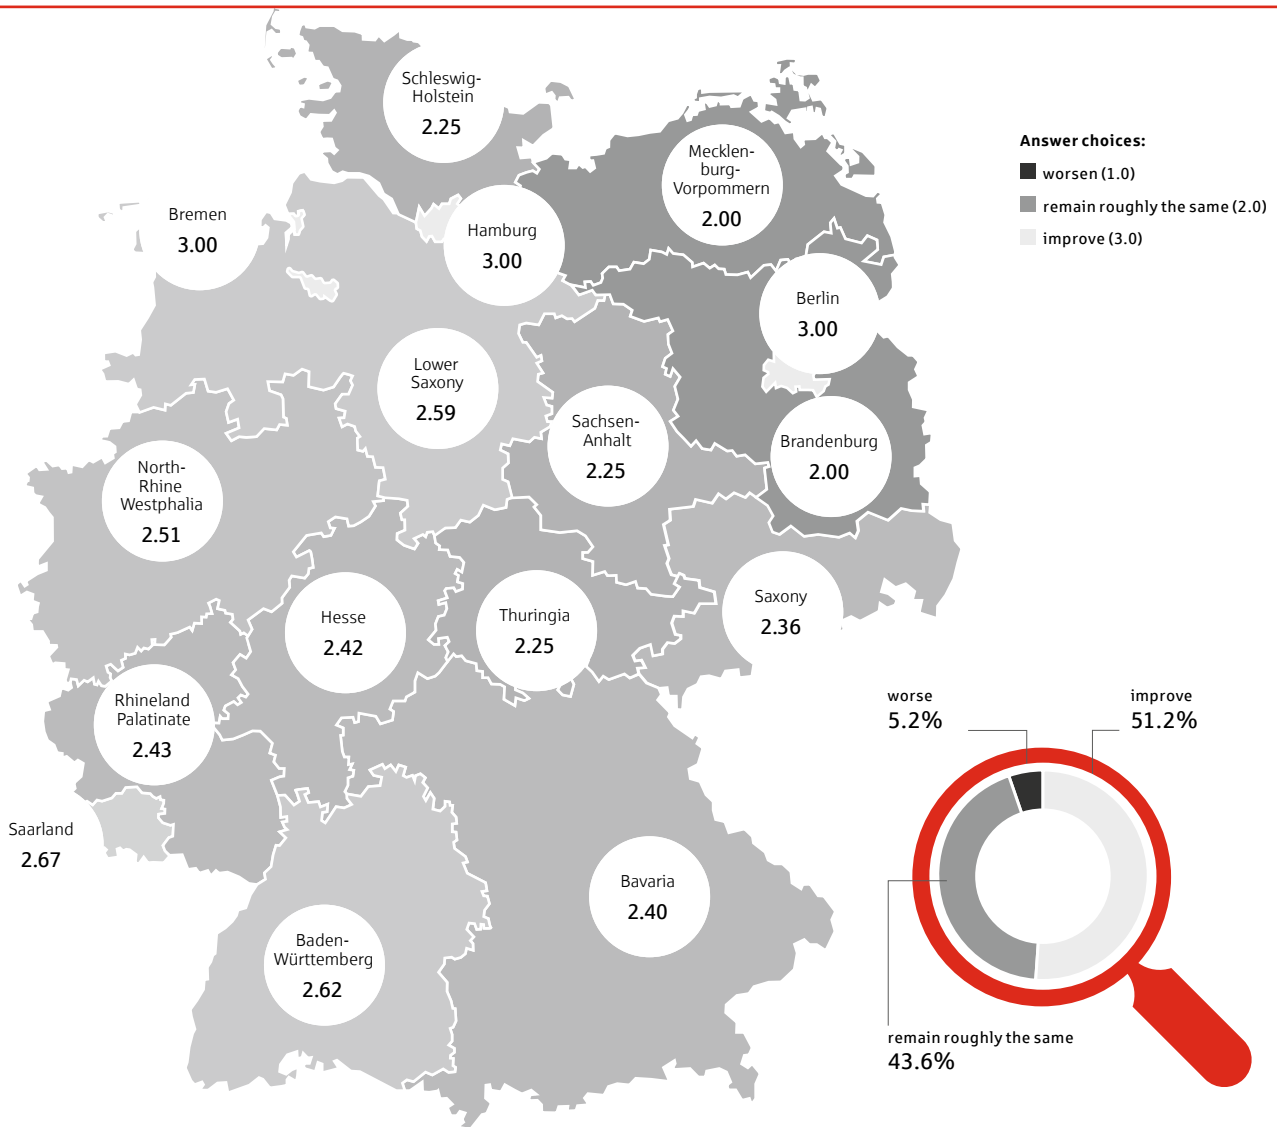 Schleswig-
Holstein
2.25
Mecklen-
burg-
Vorpommern
2.00
Answer choices:
worsen (1.0)
remain roughly the same (2.0)
improve (3.0)
Bremen
3.00
Hamburg
3.00
Berlin
3.00
Lower
Saxony
2.59
Sachsen-
Anhalt
2.25
Brandenburg
2.00
North-
Rhine
Westphalia
2.51
Hesse
2.42
Thuringia
2.25
Saxony
2.36
Rhineland
Palatinate
2.43
Saarland
2.67
Bavaria
2.40
Baden-
Württemberg
2.62
worse
5.2%
improve
51.2%
remain roughly the same
43.6%